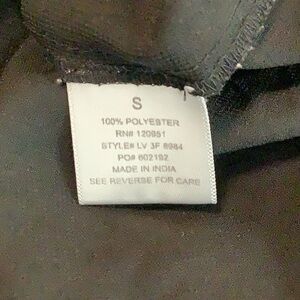 S
100% POLYESTER
RN# 120851
STYLE# LV 3F 8984
PO# 602192
MADE IN INDIA
SEE REVERSE FOR CARE